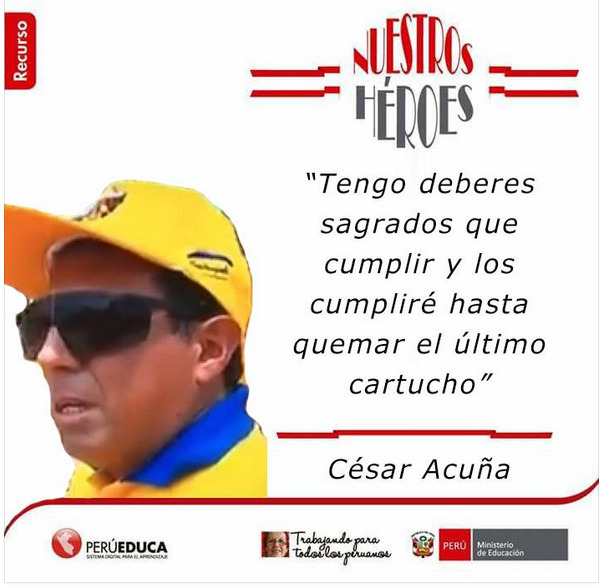 Recurso
NUESTROS
HÉROES
“Tengo deberes
sagrados que
cumplir y los
cumpliré hasta
quemar el último
cartucho”
César Acuña
PERÚEDUCA
SISTEMA DIGITAL PARA EL APRENDIZAJE
Trabajando para
todos los peruanos
PERÚ
Ministerio
de Educación